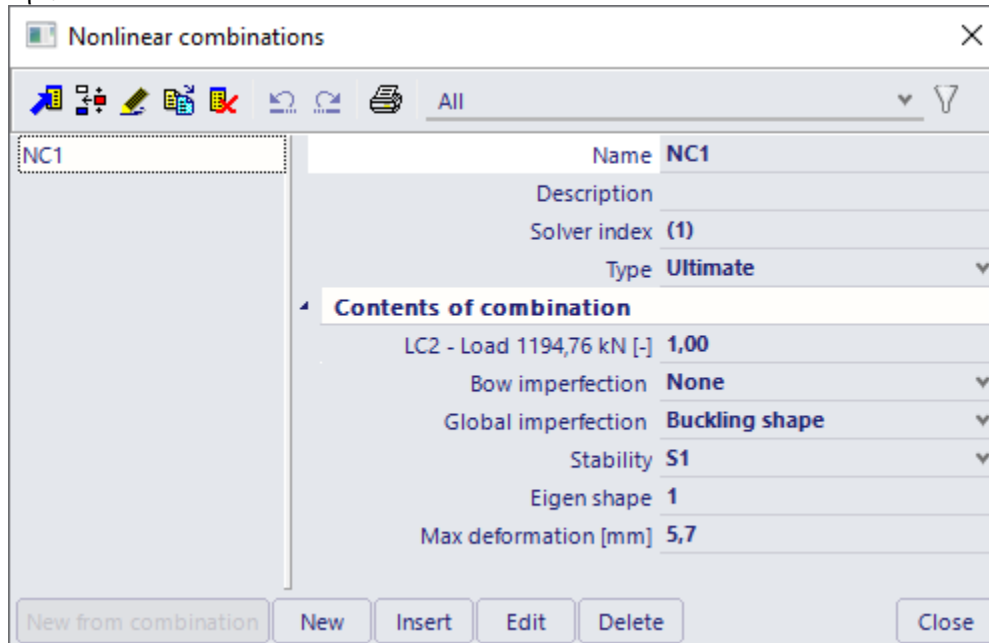 Nonlinear combinations
All
NC1
Name NC1
Description
Solver index (1)
Type Ultimate
Contents of combination
LC2 - Load 1194,76 kN [-] 1,00
Bow imperfection None
Global imperfection Buckling shape
Stability S1
Eigen shape 1
Max deformation [mm] 5,7
New from combination New Insert Edit Delete Close